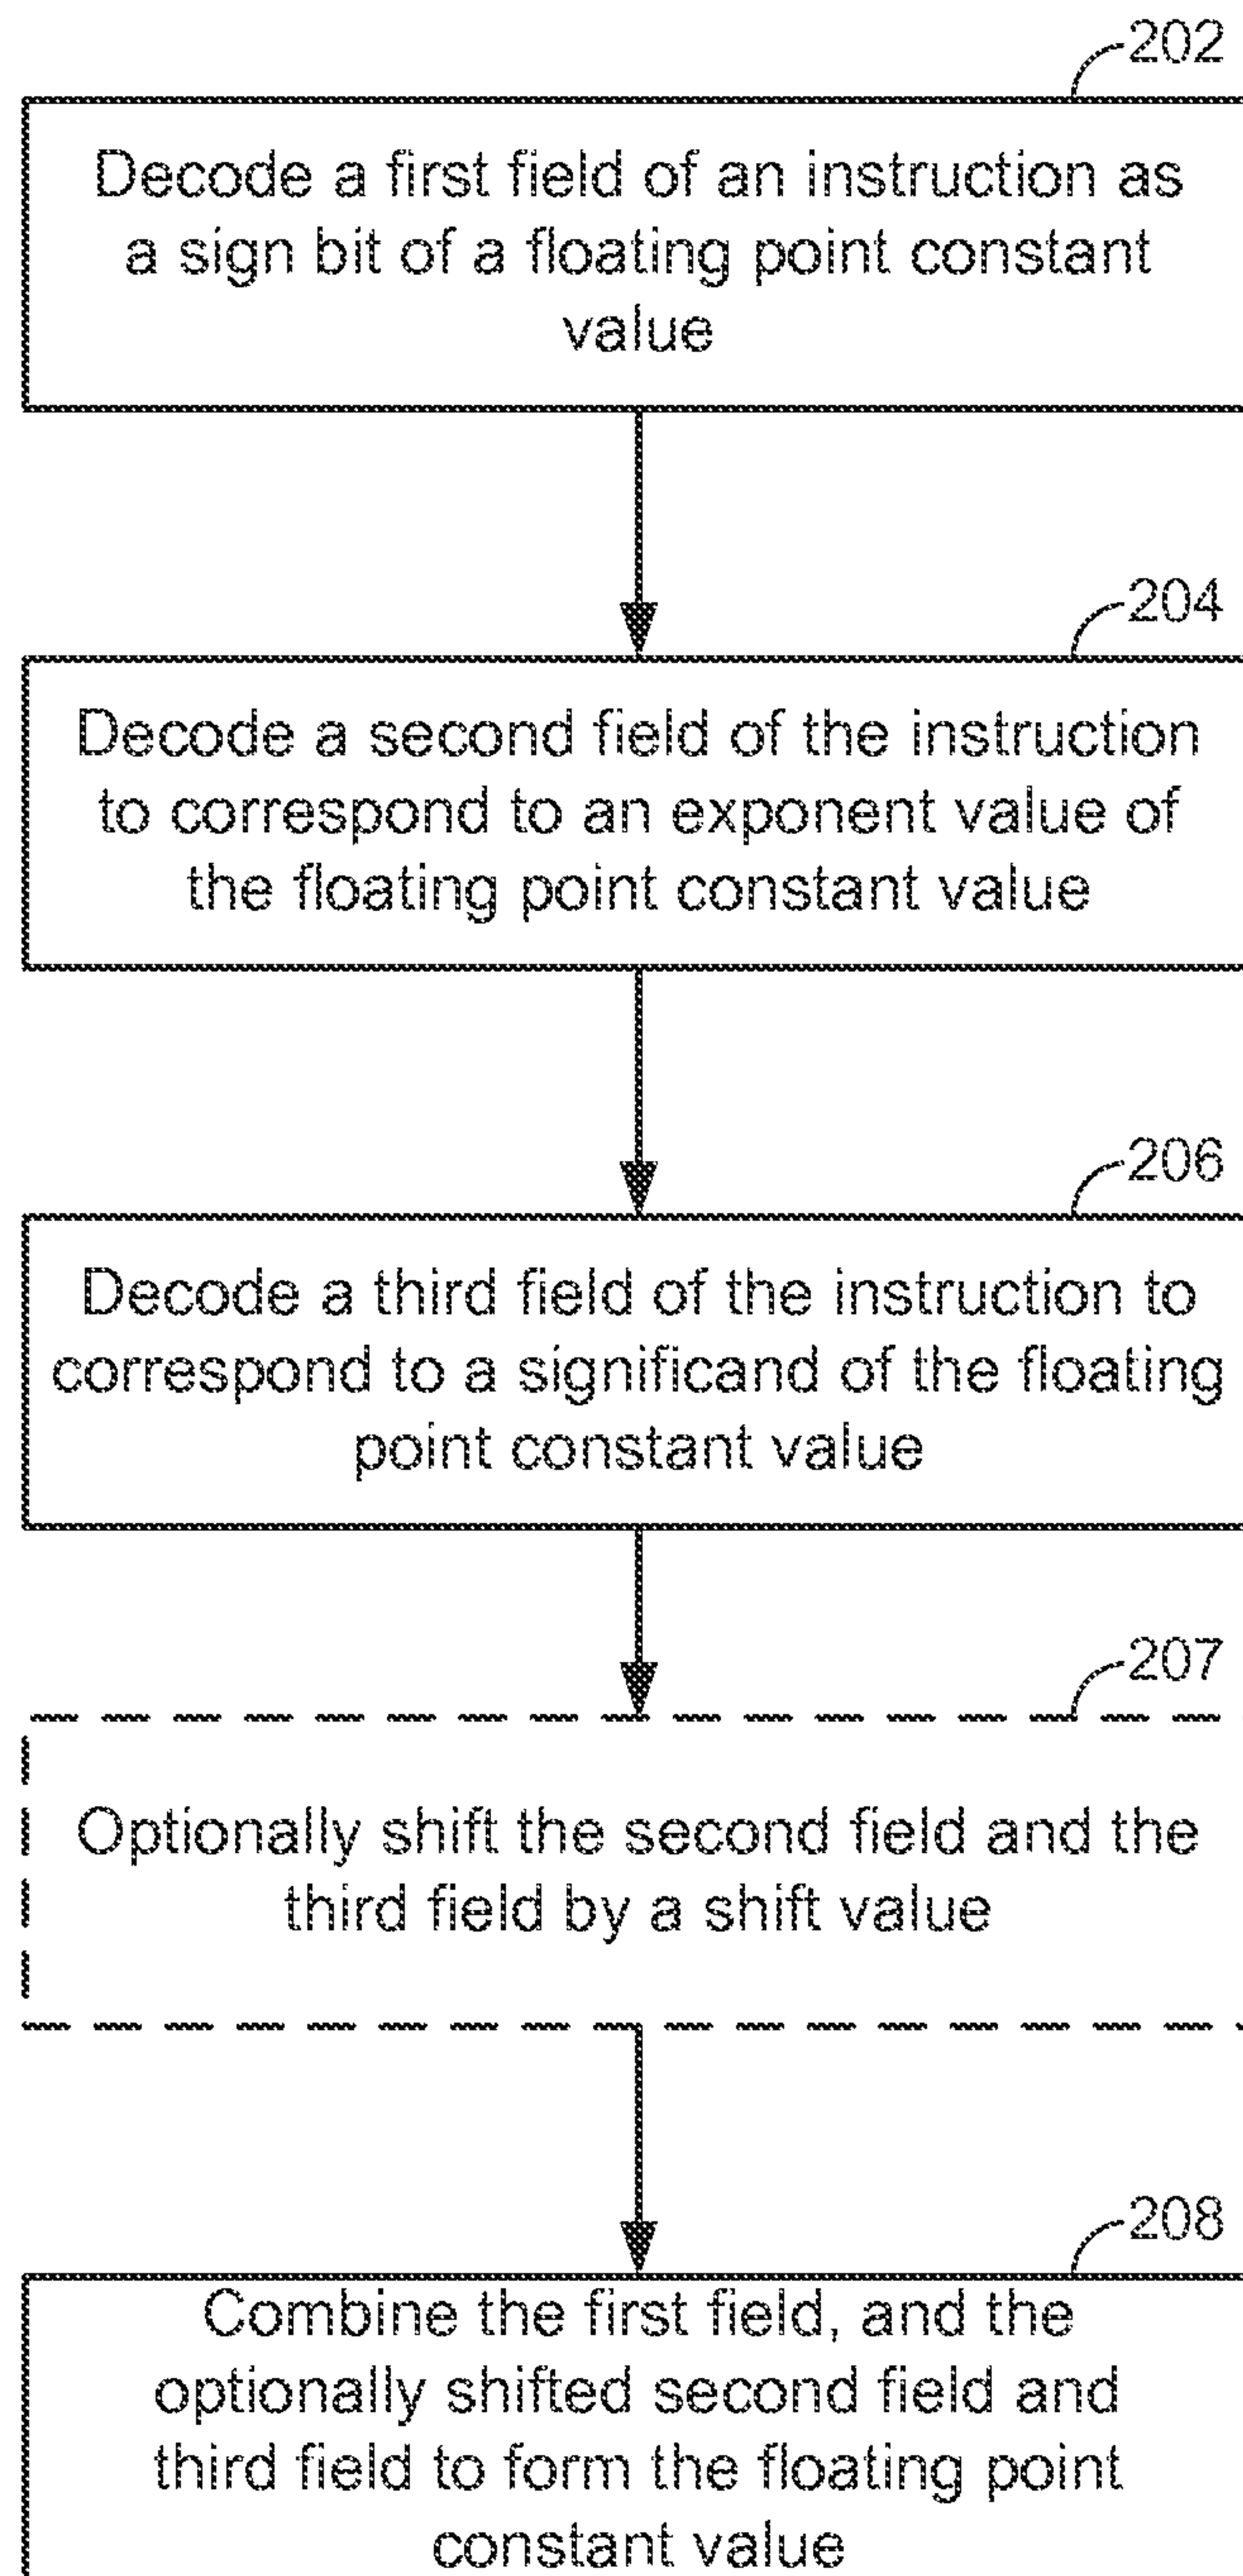 202
Decode a first field of an instruction as
a sign bit of a floating point constant
value
204
Decode a second field of the instruction
to correspond to an exponent value of
the floating point constant value
206
Decode a third field of the instruction to
correspond to a significand of the floating
point constant value
207
Optionally shift the second field and the
third field by a shift value
208
Combine the first field, and the
optionally shifted second field and
third field to form the floating point
constant value